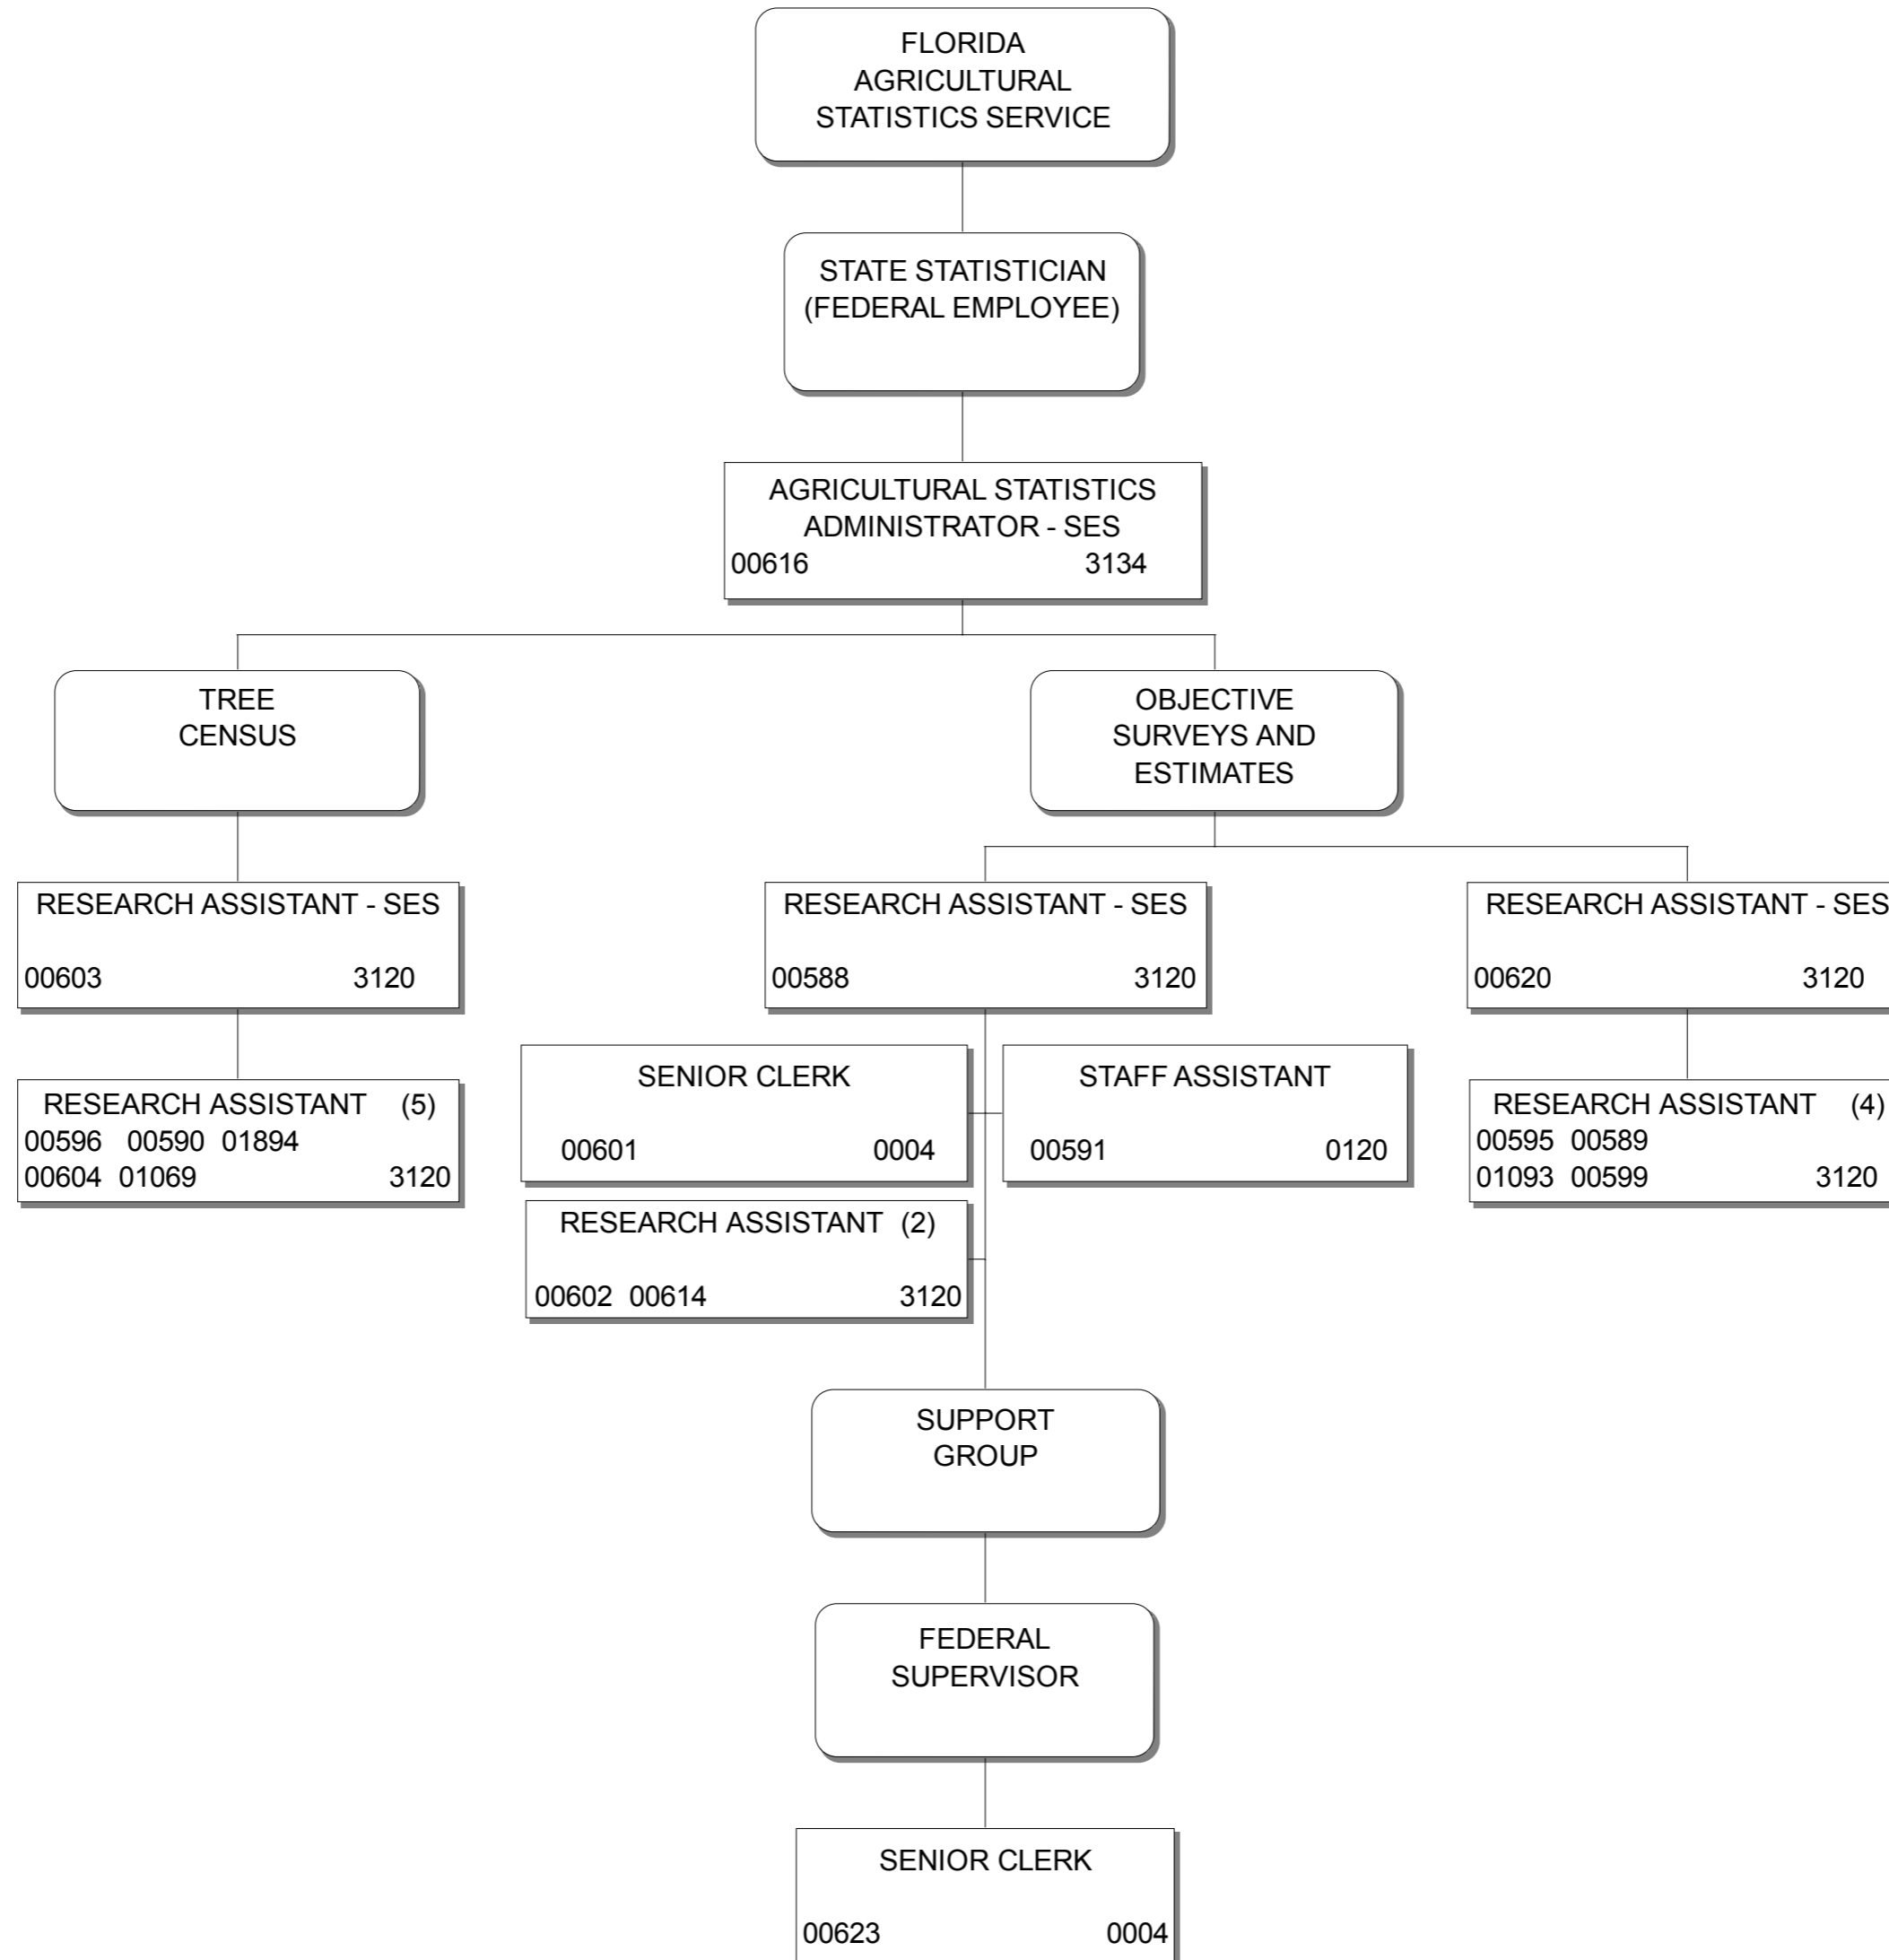 FLORIDA
AGRICULTURAL
STATISTICS SERVICE
STATE STATISTICIAN
(FEDERAL EMPLOYEE)
AGRICULTURAL STATISTICS
ADMINISTRATOR - SES
00616 3134
TREE
CENSUS
OBJECTIVE
SURVEYS AND
ESTIMATES
RESEARCH ASSISTANT - SES
00603 3120
RESEARCH ASSISTANT - SES
00588 3120
RESEARCH ASSISTANT - SES
00620 3120
RESEARCH ASSISTANT (5)
00596 00590 01894
00604 01069 3120
SENIOR CLERK
00601 0004
STAFF ASSISTANT
00591 0120
RESEARCH ASSISTANT (4)
00595 00589
01093 00599 3120
RESEARCH ASSISTANT (2)
00602 00614 3120
SUPPORT
GROUP
FEDERAL
SUPERVISOR
SENIOR CLERK
00623 0004